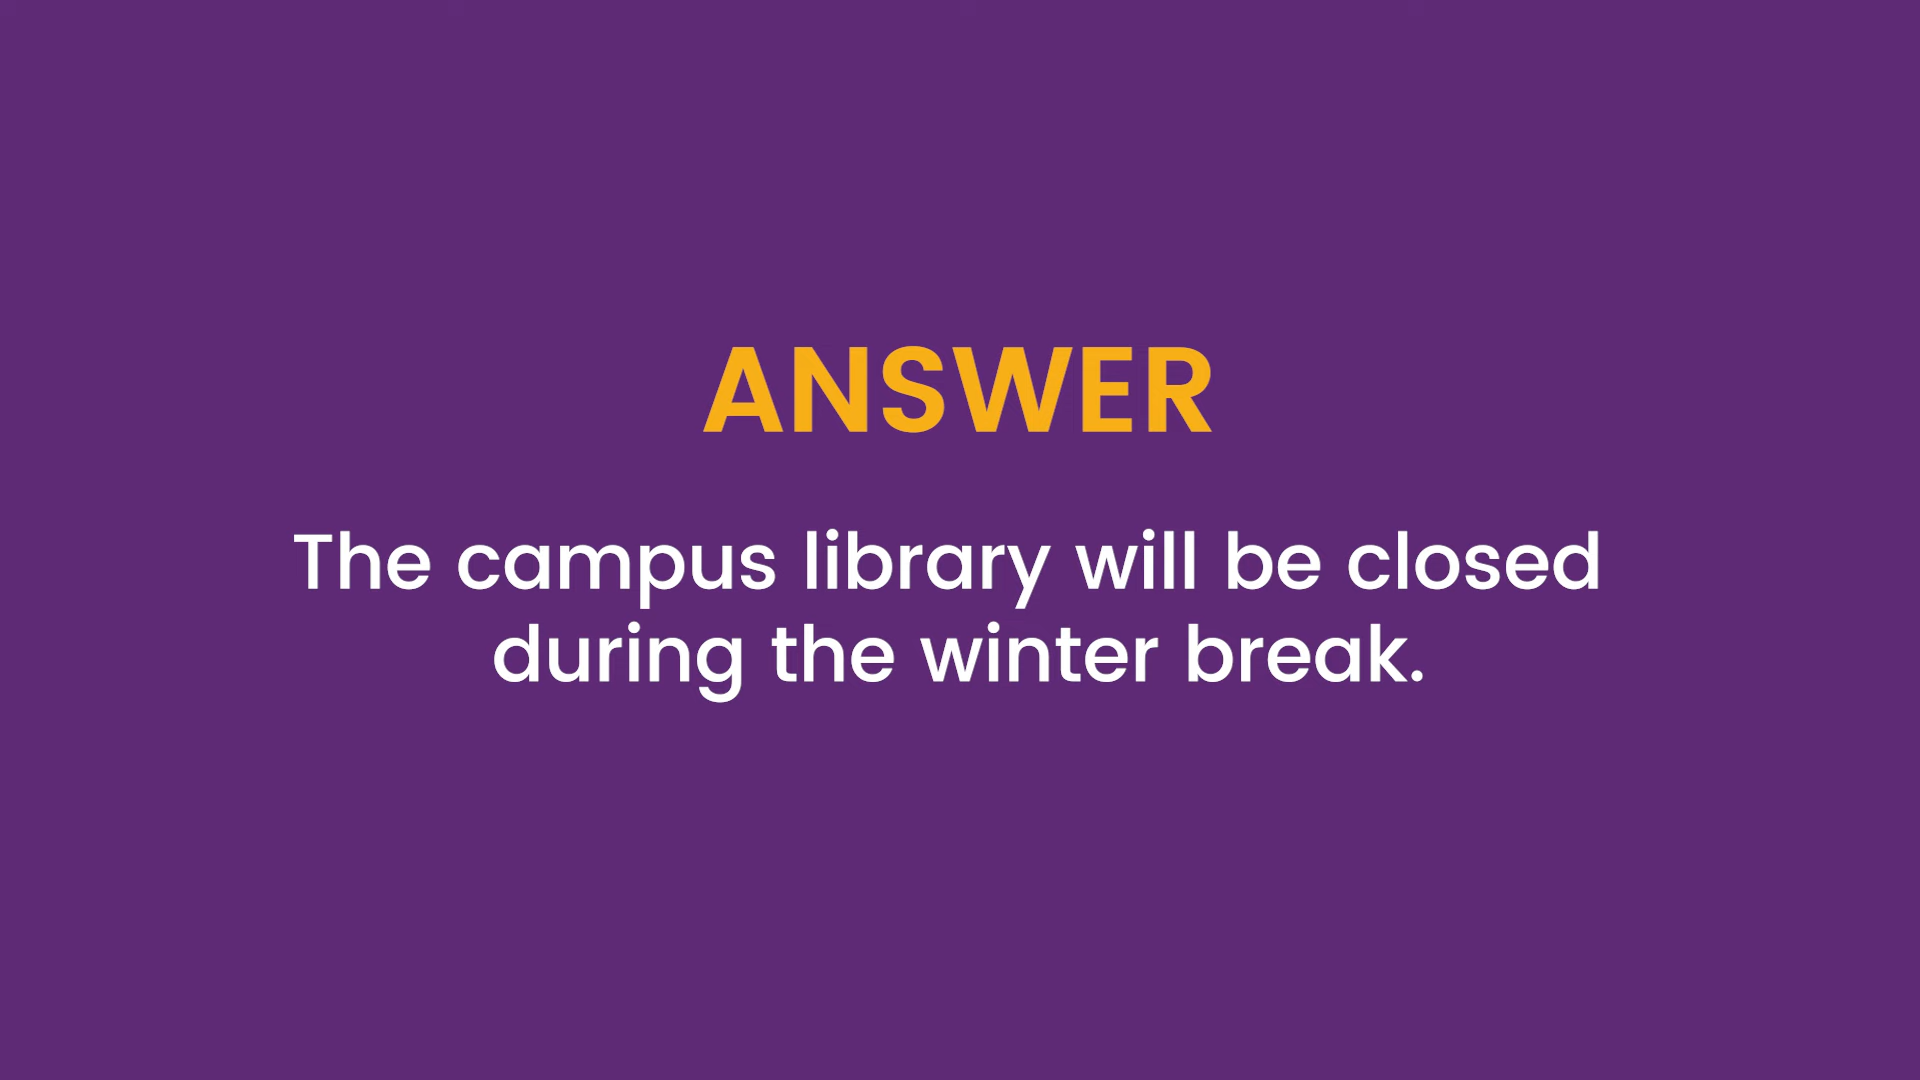 ANSWER
The campus library will be closed
during the winter break.